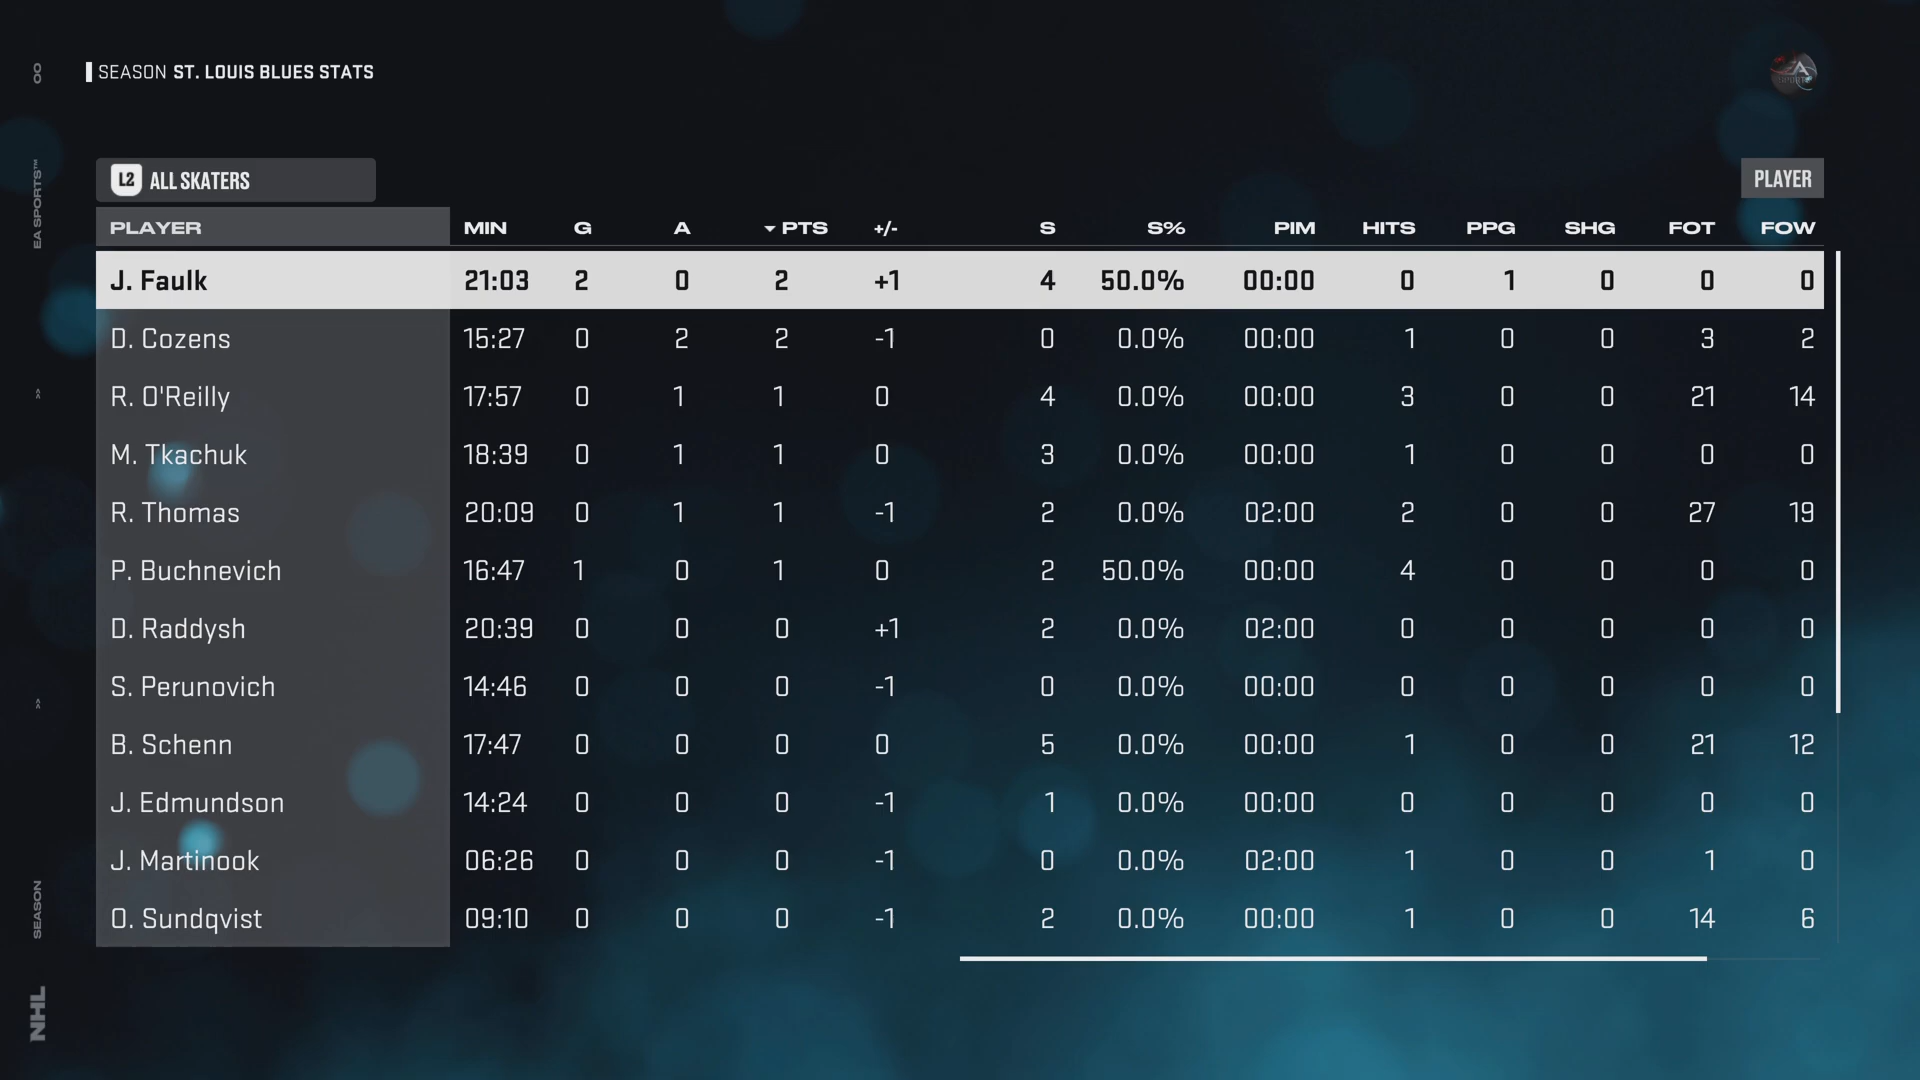 SEASON ST. LOUIS BLUES STATS
L2 ALL SKATERS
PLAYER
PLAYER MIN G A PTS +/- S S% PIM HITS PPG SHG FOT FOW
J. Faulk 21:03 2 0 2 +1 4 50.0% 00:00 0 1 0 0 0
D. Cozens 15:27 0 2 2 -1 0 0.0% 00:00 1 0 0 3 2
R. O'Reilly 17:57 0 1 1 0 4 0.0% 00:00 3 0 0 21 14
M. Tkachuk 18:39 0 1 1 0 3 0.0% 00:00 1 0 0 0 0
R. Thomas 20:09 0 1 1 -1 2 0.0% 02:00 2 0 0 27 19
P. Buchnevich 16:47 1 0 1 0 2 50.0% 00:00 4 0 0 0 0
D. Raddysh 20:39 0 0 0 +1 2 0.0% 02:00 0 0 0 0 0
S. Perunovich 14:46 0 0 0 -1 0 0.0% 00:00 0 0 0 0 0
B. Schenn 17:47 0 0 0 0 5 0.0% 00:00 1 0 0 21 12
J. Edmundson 14:24 0 0 0 -1 1 0.0% 00:00 0 0 0 0 0
J. Martinook 06:26 0 0 0 -1 0 0.0% 02:00 1 0 0 1 0
O. Sundqvist 09:10 0 0 0 -1 2 0.0% 00:00 1 0 0 14 6
EA SPORTS™
SEASON
NHL